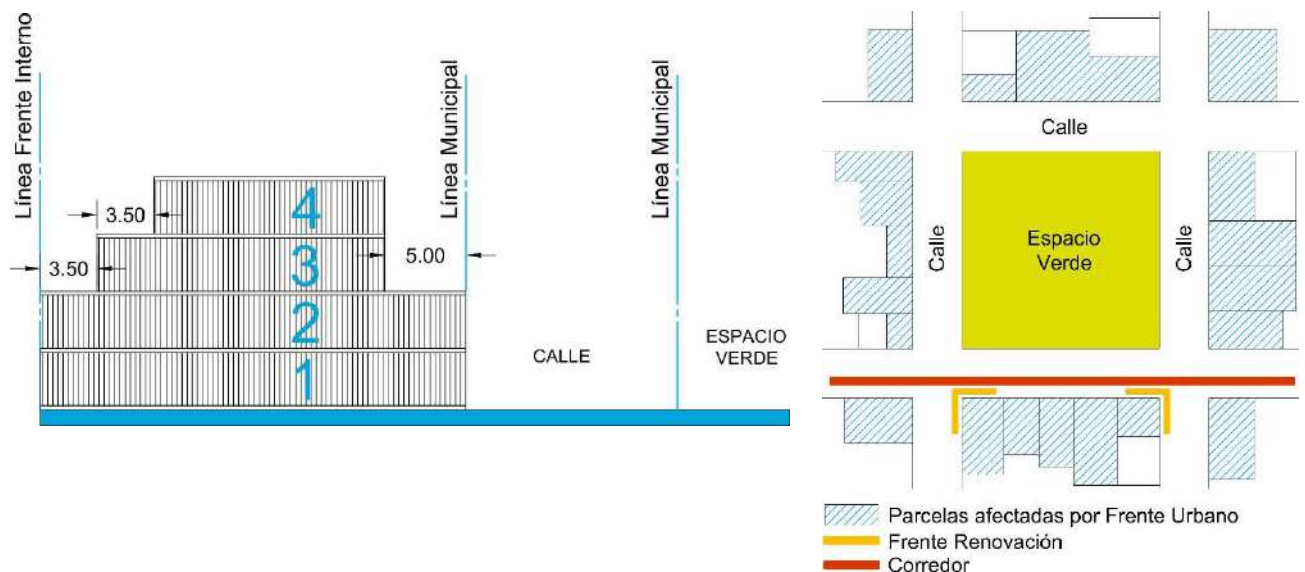 Línea Frente Interno
Línea Municipal
Línea Municipal
4
3.50
3
5.00
3.50
2
1
CALLE
ESPACIO
VERDE
Calle
Calle
Espacio
Verde
Calle
Parcelas afectadas por Frente Urbano
Frente Renovación
Corredor